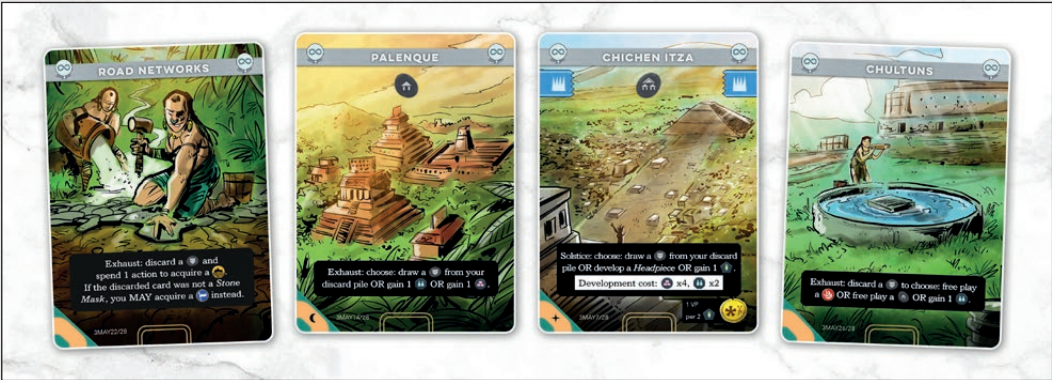 ROAD NETWORKS
Exhaust: discard a and
spend 1 action to acquire a .
If the discarded card was not a Stone
Mask, you MAY acquire a instead.
3MAY22/28
PALENQUE
Exhaust: choose: draw a from your
discard pile OR gain 1 OR gain 1 .
3MAY14/28
CHICHEN ITZA
Solstice: choose: draw a from your discard
pile OR develop a Headpiece OR gain 1 .
Development cost: x4, x2
1 VP
per 2
3MAY7/28
CHULTUNS
Exhaust: discard a to choose: free play
a OR free play a OR gain 1 .
3MAY26/28